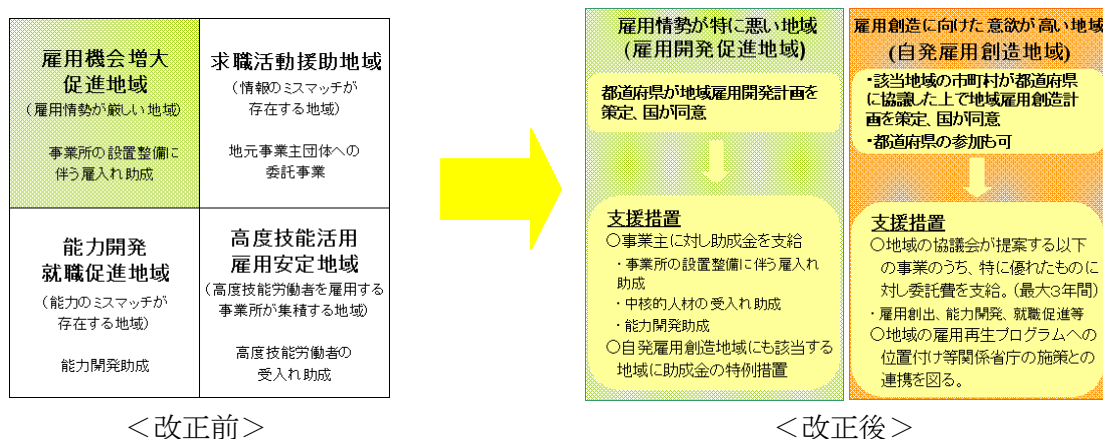 雇用機会増大
促進地域
(雇用情勢が厳しい地域)
事業所の設置整備に
伴う雇入れ助成
求職活動援助地域
(情報のミスマッチが
存在する地域)
地元事業主団体への
委託事業
能力開発
就職促進地域
(能力のミスマッチが
存在する地域)
能力開発助成
高度技能活用
雇用安定地域
(高度技能労働者を雇用する
事業所が集積する地域)
高度技能労働者の
受入れ助成
<改正前>
雇用情勢が特に悪い地域
(雇用開発促進地域)
都道府県が地域雇用開発計画を
策定、国が同意
支援措置
○事業主に対し助成金を支給
・事業所の設置整備に伴う雇入れ
助成
・中核的人材の受入れ助成
・能力開発助成
○自発雇用創造地域にも該当する
地域に助成金の特例措置
雇用創造に向けた意欲が高い地域
(自発雇用創造地域)
・該当地域の市町村が都道府県
に協議した上で地域雇用創造計
画を策定、国が同意
・都道府県の参加も可
支援措置
○地域の協議会が提案する以下
の事業のうち、特に優れたものに
対し委託費を支給。(最大3年間)
・雇用創出、能力開発、就職促進等
○地域の雇用再生プログラムへの
位置付け等関係省庁の施策との
連携を図る。
<改正後>